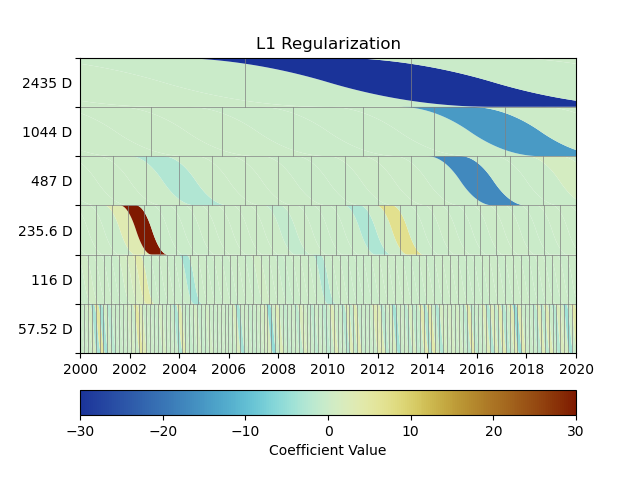 L1 Regularization
2435 D
1044 D
487 D
235.6 D
116 D
57.52 D
2000 2002 2004 2006 2008 2010 2012 2014 2016 2018 2020
−30 −20 −10 0 10 20 30
Coefficient Value